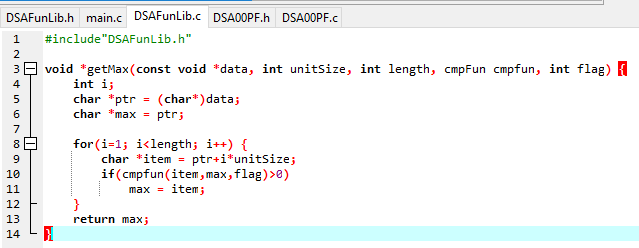 DSAFunLib.h main.c DSAFunLib.c DSA00PF.h DSA00PF.c
1 #include"DSAFunLib.h"
2
3 void *getMax(const void *data, int unitSize, int length, cmpFun cmpfun, int flag) {
4 int i;
5 char *ptr = (char*)data;
6 char *max = ptr;
7
8 for(i=1; i<length; i++) {
9 char *item = ptr+i*unitSize;
10 if(cmpfun(item,max,flag)>0)
11 max = item;
12 }
13 return max;
14 }